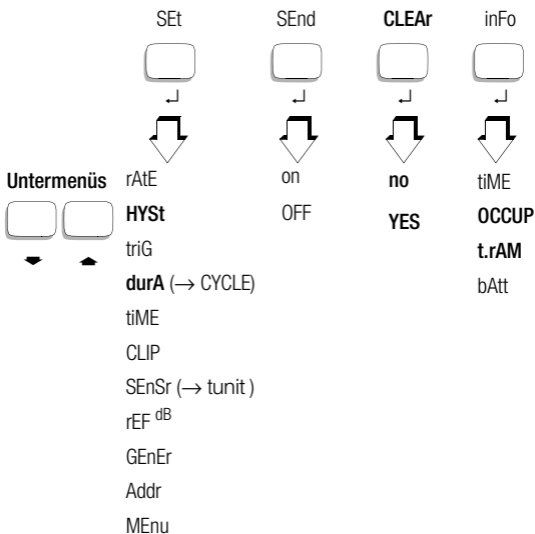 SEt SEnd CLEAr inFo
Untermenüs rAtE on no tiME
HYSt OFF YES OCCUP
triG t.rAM
durA (→ CYCLE) bAtt
tiME
CLIP
SEnSr (→ tunit )
rEF dB
GEnEr
Addr
MEnu